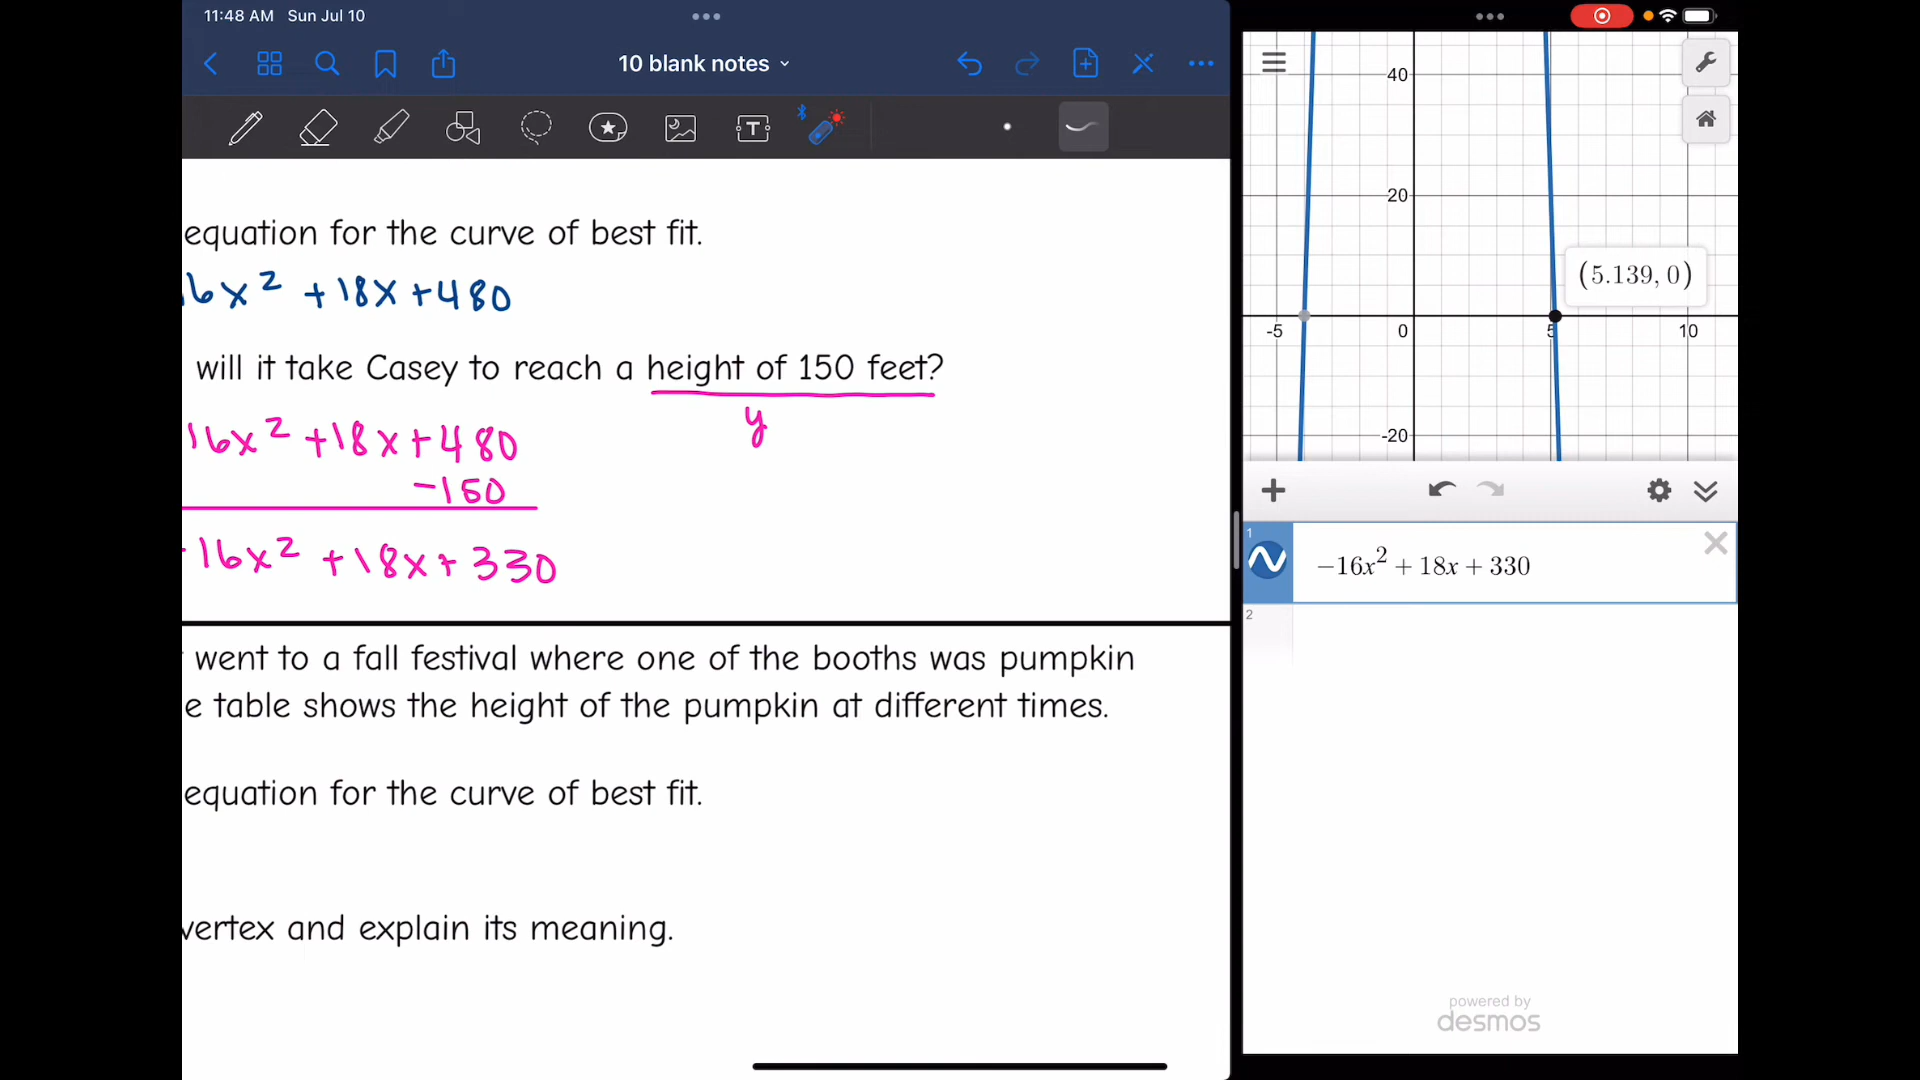 11:48 AM Sun Jul 10
10 blank notes
T
equation for the curve of best fit.
16x² +18x +480
will it take Casey to reach a height of 150 feet?
y
16x² +18x+480
-150
-16x² +18x+330
went to a fall festival where one of the booths was pumpkin
e table shows the height of the pumpkin at different times.
equation for the curve of best fit.
vertex and explain its meaning.
40
20
(5.139, 0)
-5
0
5
10
-20
1
−16x² + 18x + 330
2
powered by
desmos